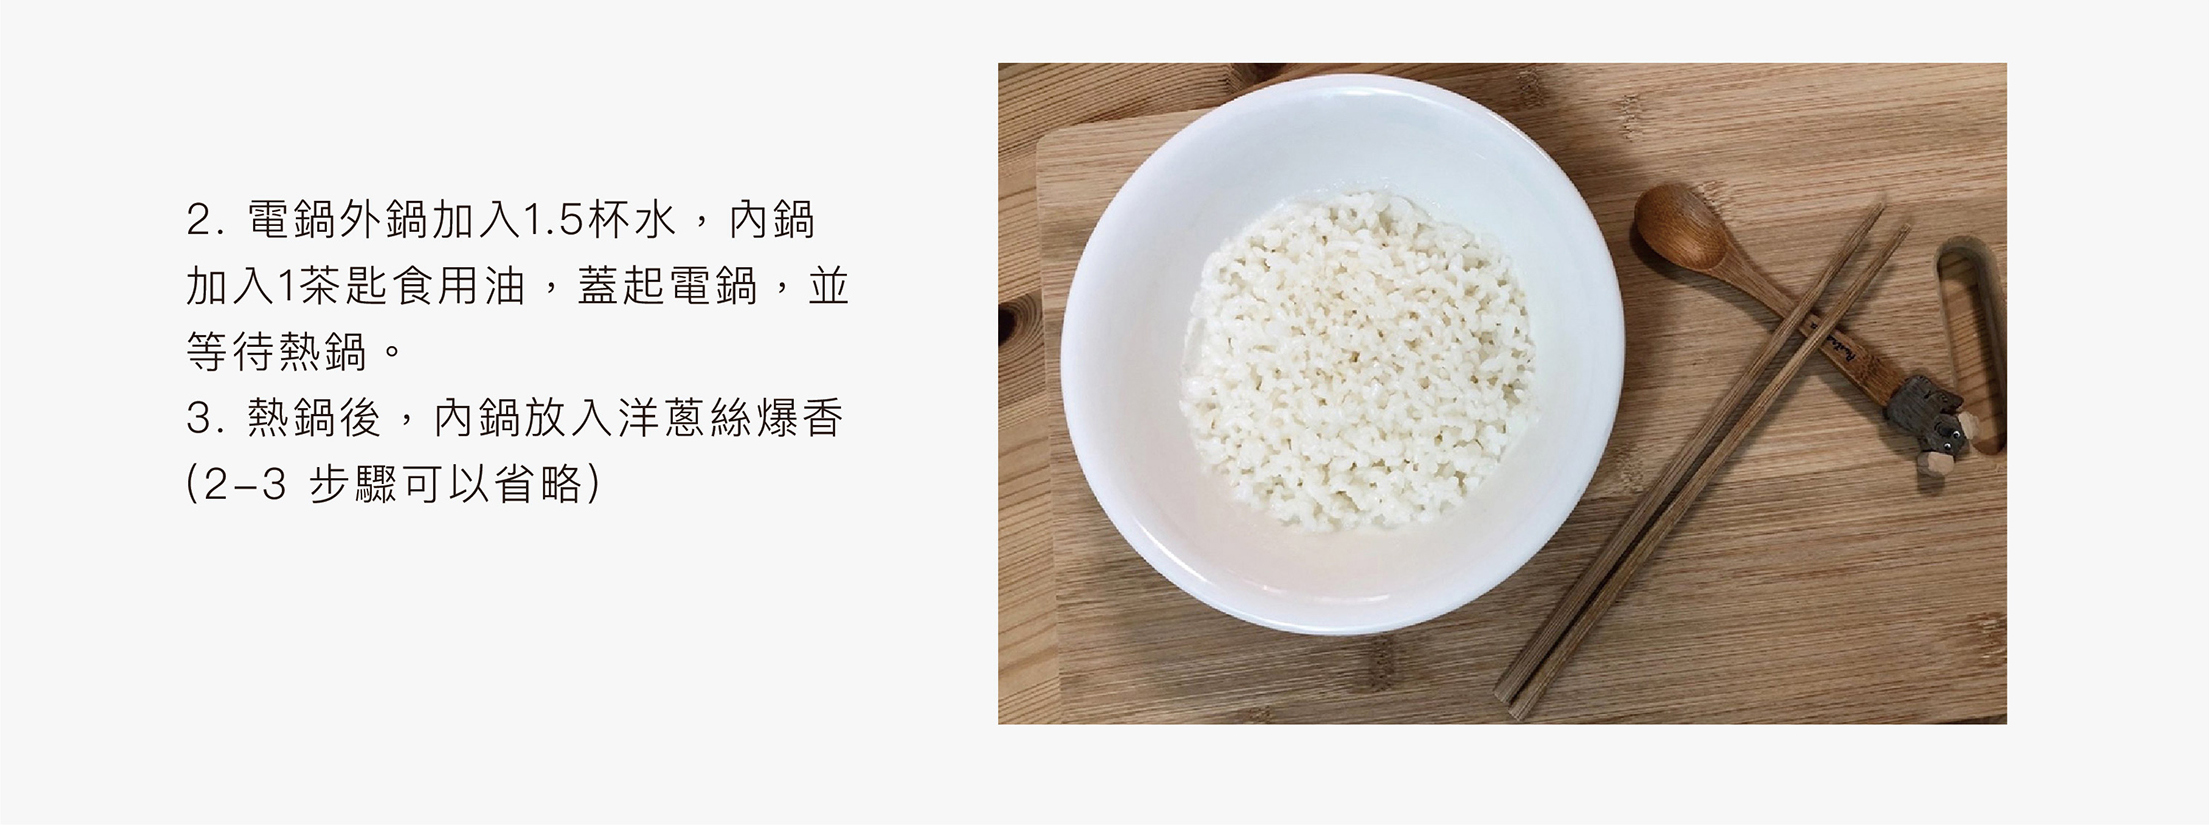 2. 電鍋外鍋加入1.5杯水，內鍋
加入1茶匙食用油，蓋起電鍋，並
等待熱鍋。
3. 熱鍋後，內鍋放入洋蔥絲爆香
(2–3 步驟可以省略)